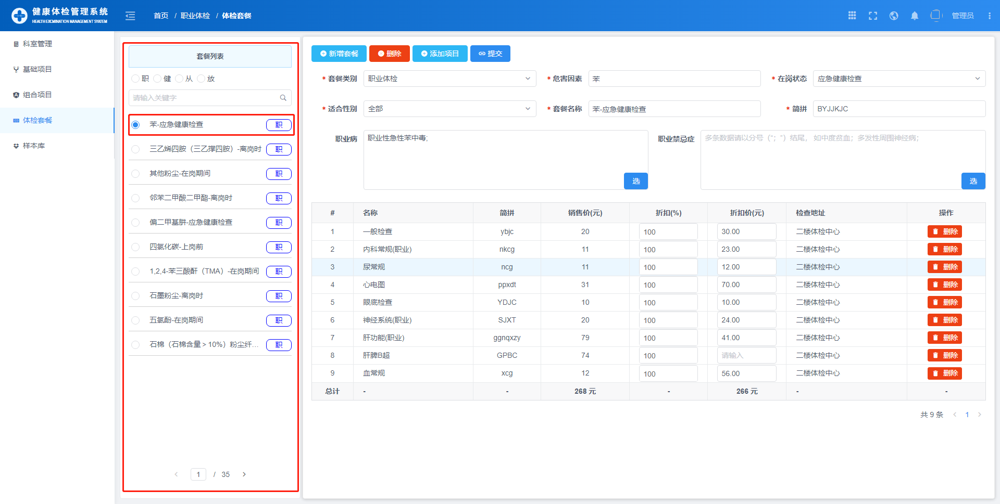 健康体检管理系统
HEALTH EXCMINATION MANAGEMENT SYATEM
首页 / 职业体检 / 体检套餐
管理员
科室管理
基础项目
组合项目
体检套餐
样本库
套餐列表
职 健 从 放
请输入关键字
苯-应急健康检查 职
三乙烯四胺（三乙撑四胺）-离岗时 职
其他粉尘-在岗期间 职
邻苯二甲酸二甲酯-离岗时 职
偏二甲基肼-应急健康检查 职
四氯化碳-上岗前 职
1,2,4-苯三酸酐（TMA）-在岗期间 职
石墨粉尘-离岗时 职
五氯酚-在岗期间 职
石棉（石棉含量＞10%）粉尘纤... 职
1 / 35
新增套餐 删除 添加项目 提交
* 套餐类别 职业体检 * 危害因素 苯 * 在岗状态 应急健康检查
* 适合性别 全部 * 套餐名称 苯-应急健康检查 * 简拼 BYJJKJC
职业病 职业性急性苯中毒; 选
职业禁忌症 多条数据请以分号（“；”）结尾， 如中度贫血；多发性周围神经病； 选
# 名称 简拼 销售价(元) 折扣(%) 折扣价(元) 检查地址 操作
1 一般检查 ybjc 20 100 30.00 二楼体检中心 删除
2 内科常规(职业) nkcg 11 100 23.00 二楼体检中心 删除
3 尿常规 ncg 11 100 12.00 二楼体检中心 删除
4 心电图 ppxdt 31 100 70.00 二楼体检中心 删除
5 眼底检查 YDJC 10 100 10.00 二楼体检中心 删除
6 神经系统(职业) SJXT 20 100 24.00 二楼体检中心 删除
7 肝功能(职业) ggnqxzy 79 100 41.00 二楼体检中心 删除
8 肝脾B超 GPBC 74 100 请输入 二楼体检中心 删除
9 血常规 xcg 12 100 56.00 二楼体检中心 删除
总计 - - 268 元 - 266 元 - -
共 9 条 1